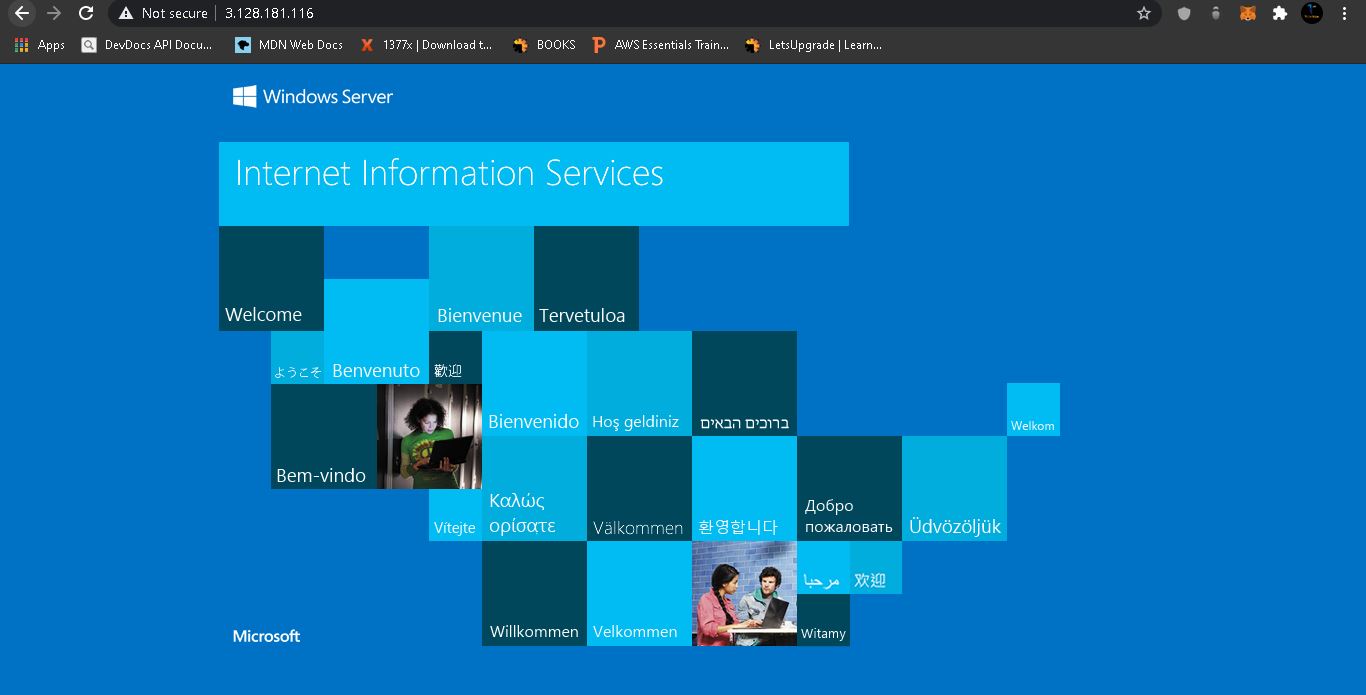 Not secure
3.128.181.116
Apps
DevDocs API Docu...
MDN Web Docs
1377x | Download t...
BOOKS
AWS Essentials Train...
LetsUpgrade | Learn...
Windows Server
Internet Information Services
Welcome
Bienvenue
Tervetuloa
ようこそ
Benvenuto
歡迎
Bienvenido
Hoş geldiniz
ברוכים הבאים
Welkom
Bem-vindo
Vítejte
Καλώς
ορίσατε
Välkommen
환영합니다
Добро
пожаловать
Üdvözöljük
Willkommen
Velkommen
مرحبا
欢迎
Witamy
Microsoft